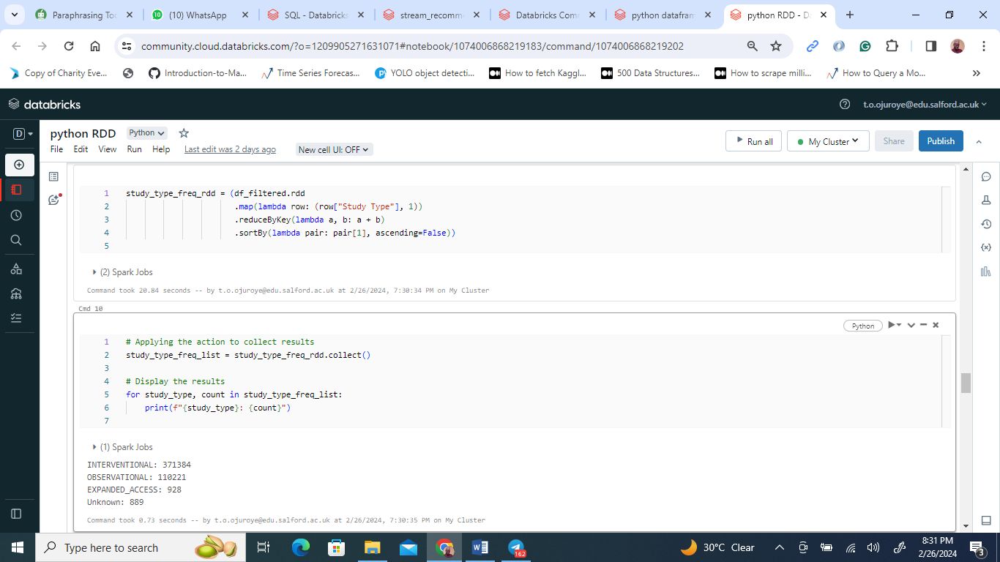 Paraphrasing Too
(10) WhatsApp
SQL - Databricks
stream_recomme
Databricks Com
python datafram
python RDD - Da
community.cloud.databricks.com/?o=1209905271631071#notebook/1074006868219183/command/1074006868219202
Copy of Charity Eve...
Introduction-to-Ma...
Time Series Forecas...
YOLO object detecti...
How to fetch Kaggl...
500 Data Structures...
How to scrape milli...
How to Query a Mo...
databricks
t.o.ojuroye@edu.salford.ac.uk
D
python RDD
Python
File Edit View Run Help Last edit was 2 days ago New cell UI: OFF
Run all
My Cluster
Share
Publish
1 study_type_freq_rdd = (df_filtered.rdd
2 .map(lambda row: (row["Study Type"], 1))
3 .reduceByKey(lambda a, b: a + b)
4 .sortBy(lambda pair: pair[1], ascending=False))
5
(2) Spark Jobs
Command took 20.84 seconds -- by t.o.ojuroye@edu.salford.ac.uk at 2/26/2024, 7:30:34 PM on My Cluster
Cmd 10
Python
1 # Applying the action to collect results
2 study_type_freq_list = study_type_freq_rdd.collect()
3
4 # Display the results
5 for study_type, count in study_type_freq_list:
6 print(f"{study_type}: {count}")
7
(1) Spark Jobs
INTERVENTIONAL: 371384
OBSERVATIONAL: 110221
EXPANDED_ACCESS: 928
Unknown: 889
Command took 0.73 seconds -- by t.o.ojuroye@edu.salford.ac.uk at 2/26/2024, 7:30:35 PM on My Cluster
Type here to search
162
30°C Clear
8:31 PM
2/26/2024
3